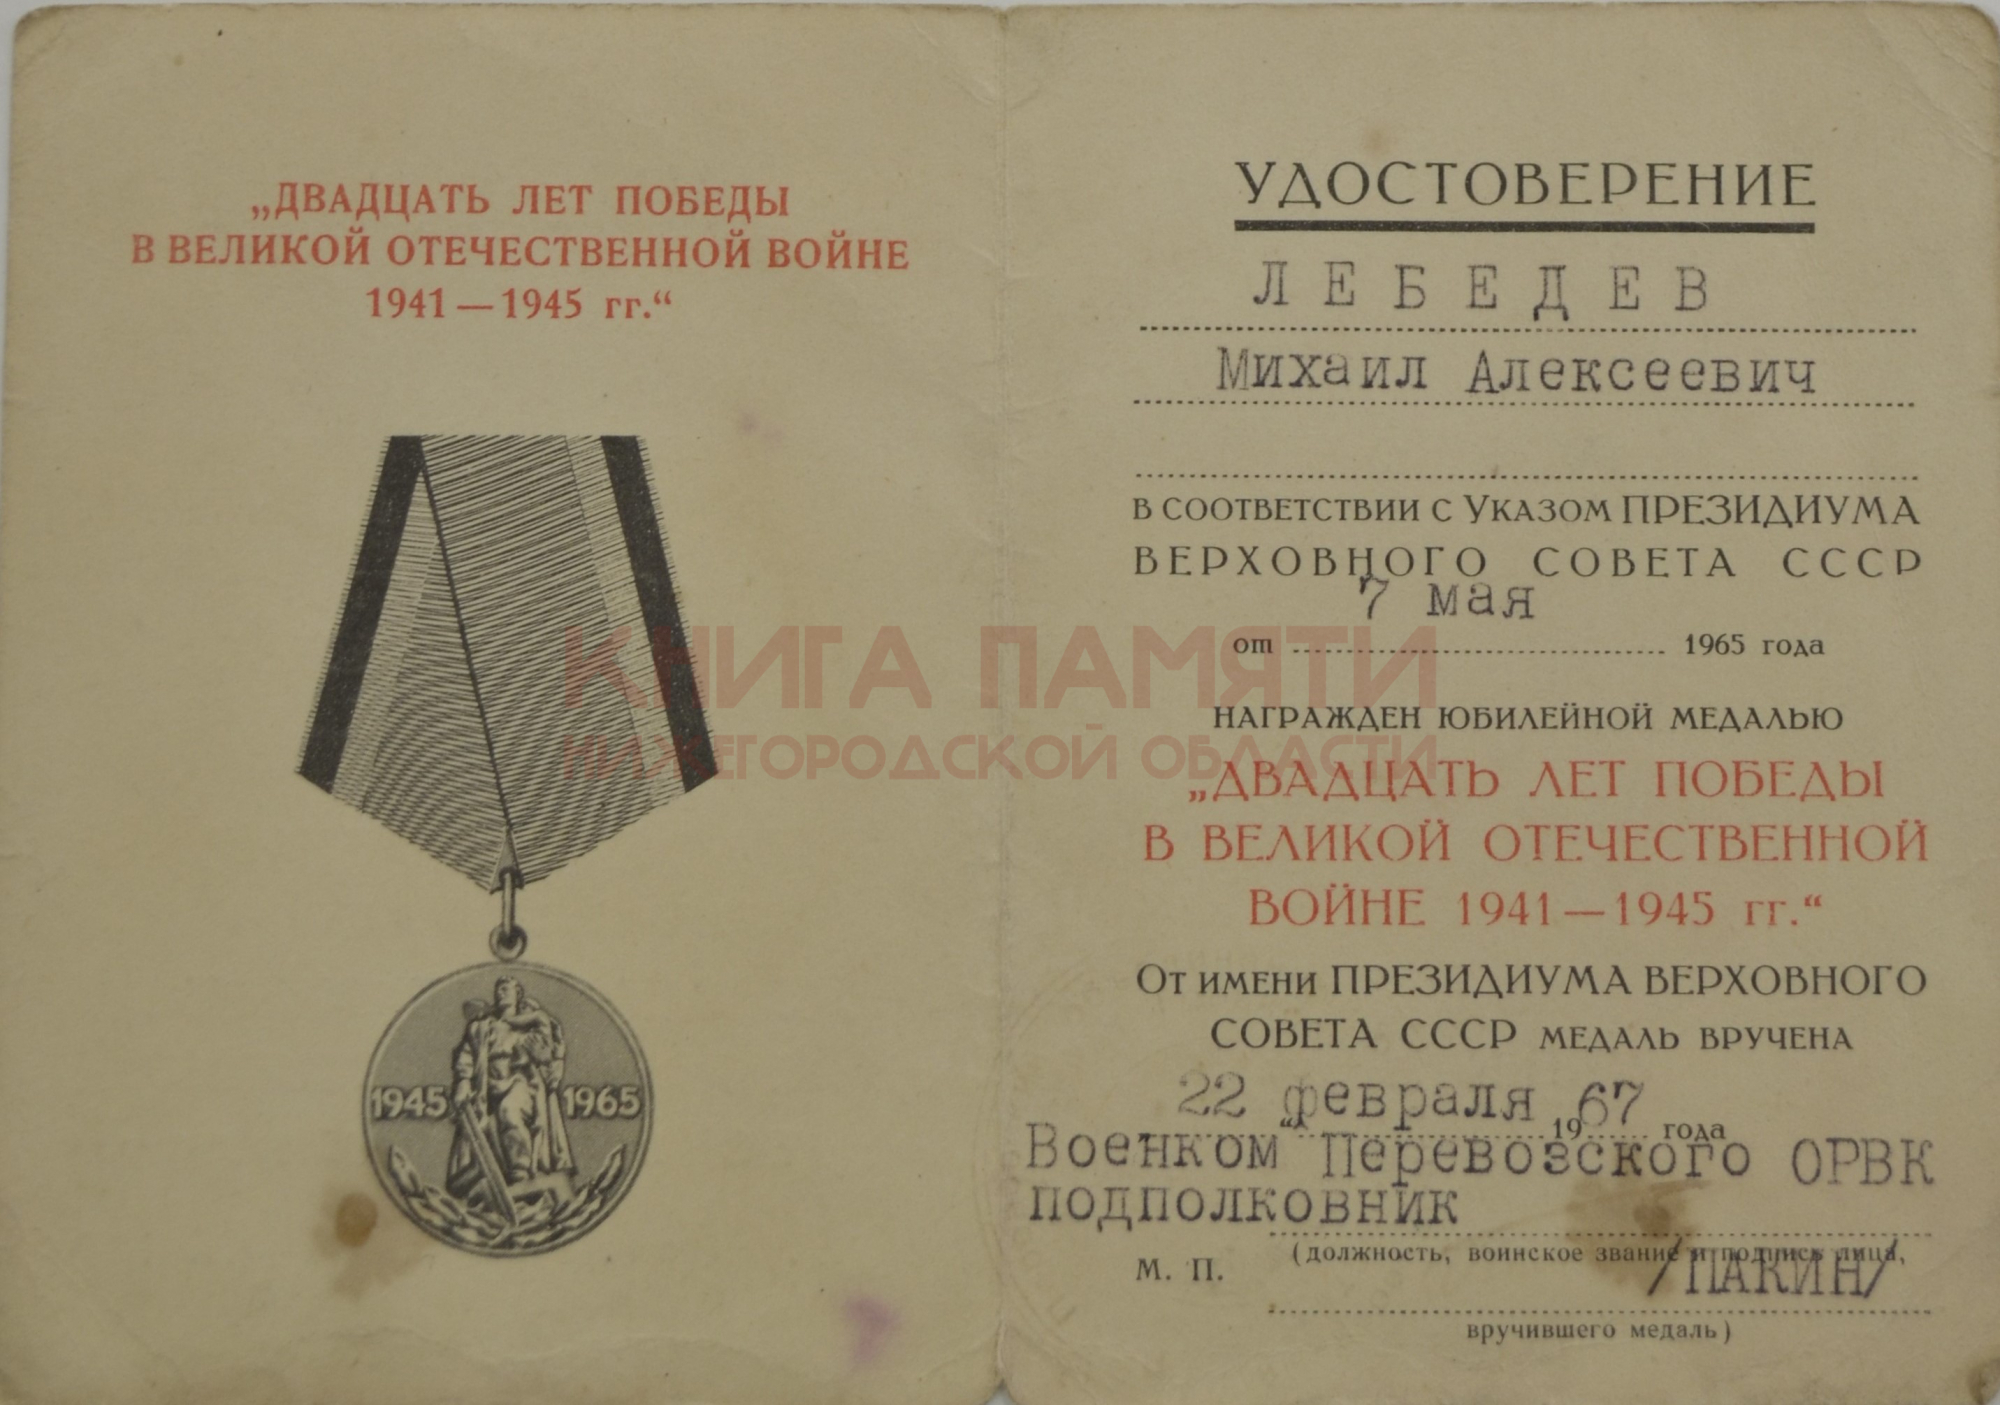 „ДВАДЦАТЬ ЛЕТ ПОБЕДЫ
В ВЕЛИКОЙ ОТЕЧЕСТВЕННОЙ ВОЙНЕ
1941 — 1945 гг.“
1945 1965
УДОСТОВЕРЕНИЕ
ЛЕБЕДЕВ
Михаил Алексеевич
В СООТВЕТСТВИИ С УКАЗОМ ПРЕЗИДИУМА
ВЕРХОВНОГО СОВЕТА СССР
7 мая
от 1965 года
НАГРАЖДЕН ЮБИЛЕЙНОЙ МЕДАЛЬЮ
„ДВАДЦАТЬ ЛЕТ ПОБЕДЫ
В ВЕЛИКОЙ ОТЕЧЕСТВЕННОЙ
ВОЙНЕ 1941 — 1945 гг.“
ОТ ИМЕНИ ПРЕЗИДИУМА ВЕРХОВНОГО
СОВЕТА СССР МЕДАЛЬ ВРУЧЕНА
22 февраля 1967 года
Военком Перевозского ОРВК
подполковник
(должность, воинское звание и подпись лица,
М. П. /ПАКИН/
вручившего медаль)
КНИГА ПАМЯТИ
НИЖЕГОРОДСКОЙ ОБЛАСТИ